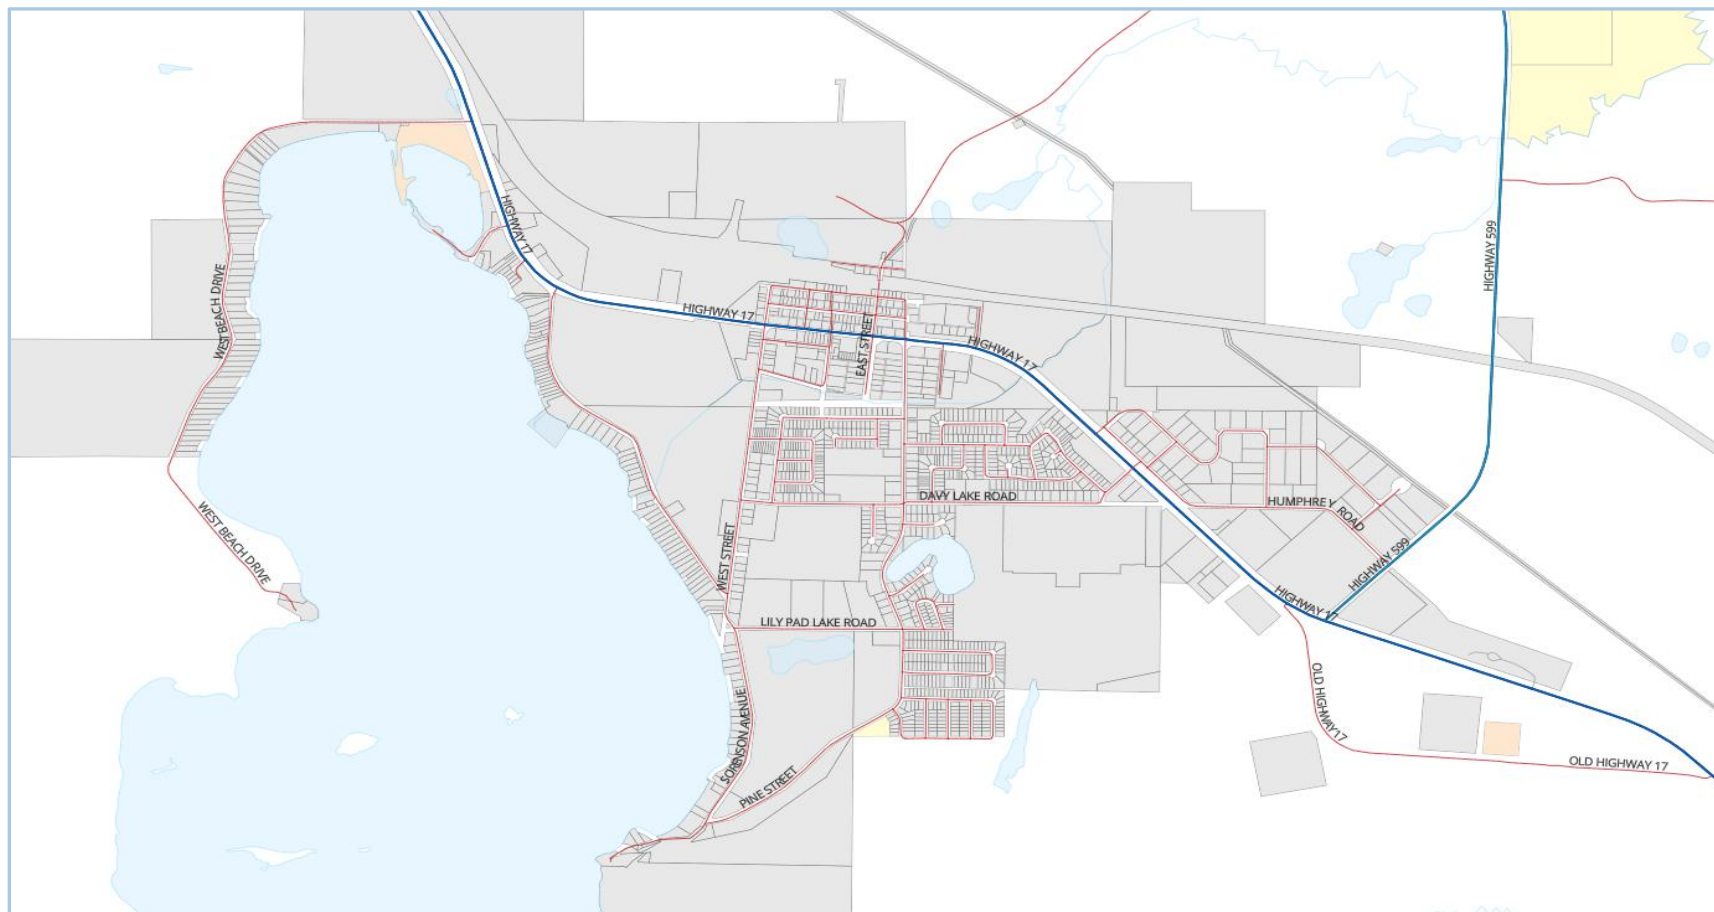 HIGHWAY 17
HIGHWAY 599
WEST BEACH DRIVE
HIGHWAY 17
EAST STREET
HIGHWAY 17
DAVY LAKE ROAD
HUMPHREY ROAD
WEST BEACH DRIVE
WEST STREET
HIGHWAY 599
HIGHWAY 17
LILY PAD LAKE ROAD
SORENSON AVENUE
OLD HIGHWAY17
PINE STREET
OLD HIGHWAY 17